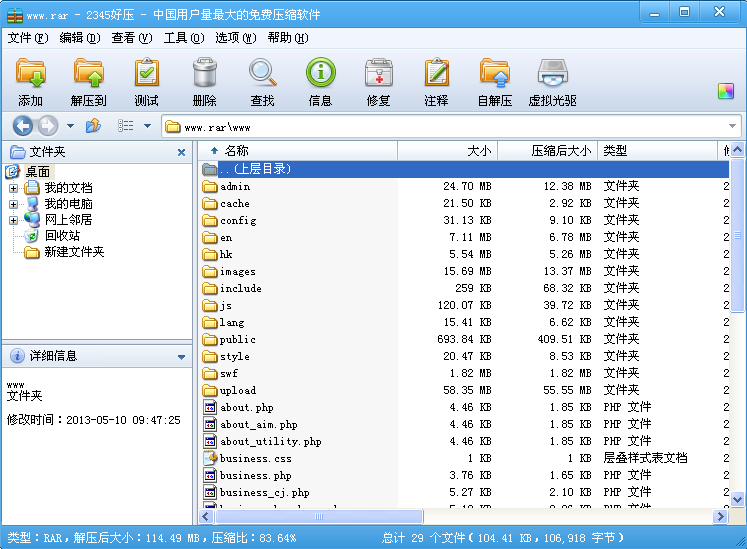 www.rar - 2345好压 - 中国用户量最大的免费压缩软件
文件(F) 编辑(D) 查看(V) 工具(O) 选项(W) 帮助(H)
添加 解压到 测试 删除 查找 信息 修复 注释 自解压 虚拟光驱
www.rar\www
文件夹 ×
桌面
我的文档
我的电脑
网上邻居
回收站
新建文件夹
详细信息
www
文件夹
修改时间：2013-05-10 09:47:25
名称 大小 压缩后大小 类型
..(上层目录)
admin 24.70 MB 12.38 MB 文件夹 2
cache 21.50 KB 2.92 KB 文件夹 2
config 31.13 KB 9.10 KB 文件夹 2
en 7.11 MB 6.78 MB 文件夹 2
hk 5.54 MB 5.26 MB 文件夹 2
images 15.69 MB 13.37 MB 文件夹 2
include 259 KB 68.32 KB 文件夹 2
js 120.07 KB 39.72 KB 文件夹 2
lang 15.41 KB 6.62 KB 文件夹 2
public 693.84 KB 409.51 KB 文件夹 2
style 20.47 KB 8.53 KB 文件夹 2
swf 1.82 MB 1.82 MB 文件夹 2
upload 58.35 MB 55.55 MB 文件夹 2
about.php 4.46 KB 1.85 KB PHP 文件 2
about_aim.php 4.46 KB 1.85 KB PHP 文件 2
about_utility.php 4.46 KB 1.85 KB PHP 文件 2
business.css 1 KB 1 KB 层叠样式表文档 2
business.php 3.76 KB 1.65 KB PHP 文件 2
business_cj.php 5.27 KB 2.10 KB PHP 文件 2
类型：RAR，解压后大小：114.49 MB，压缩比：83.64% 总计 29 个文件(104.41 KB，106,918 字节)